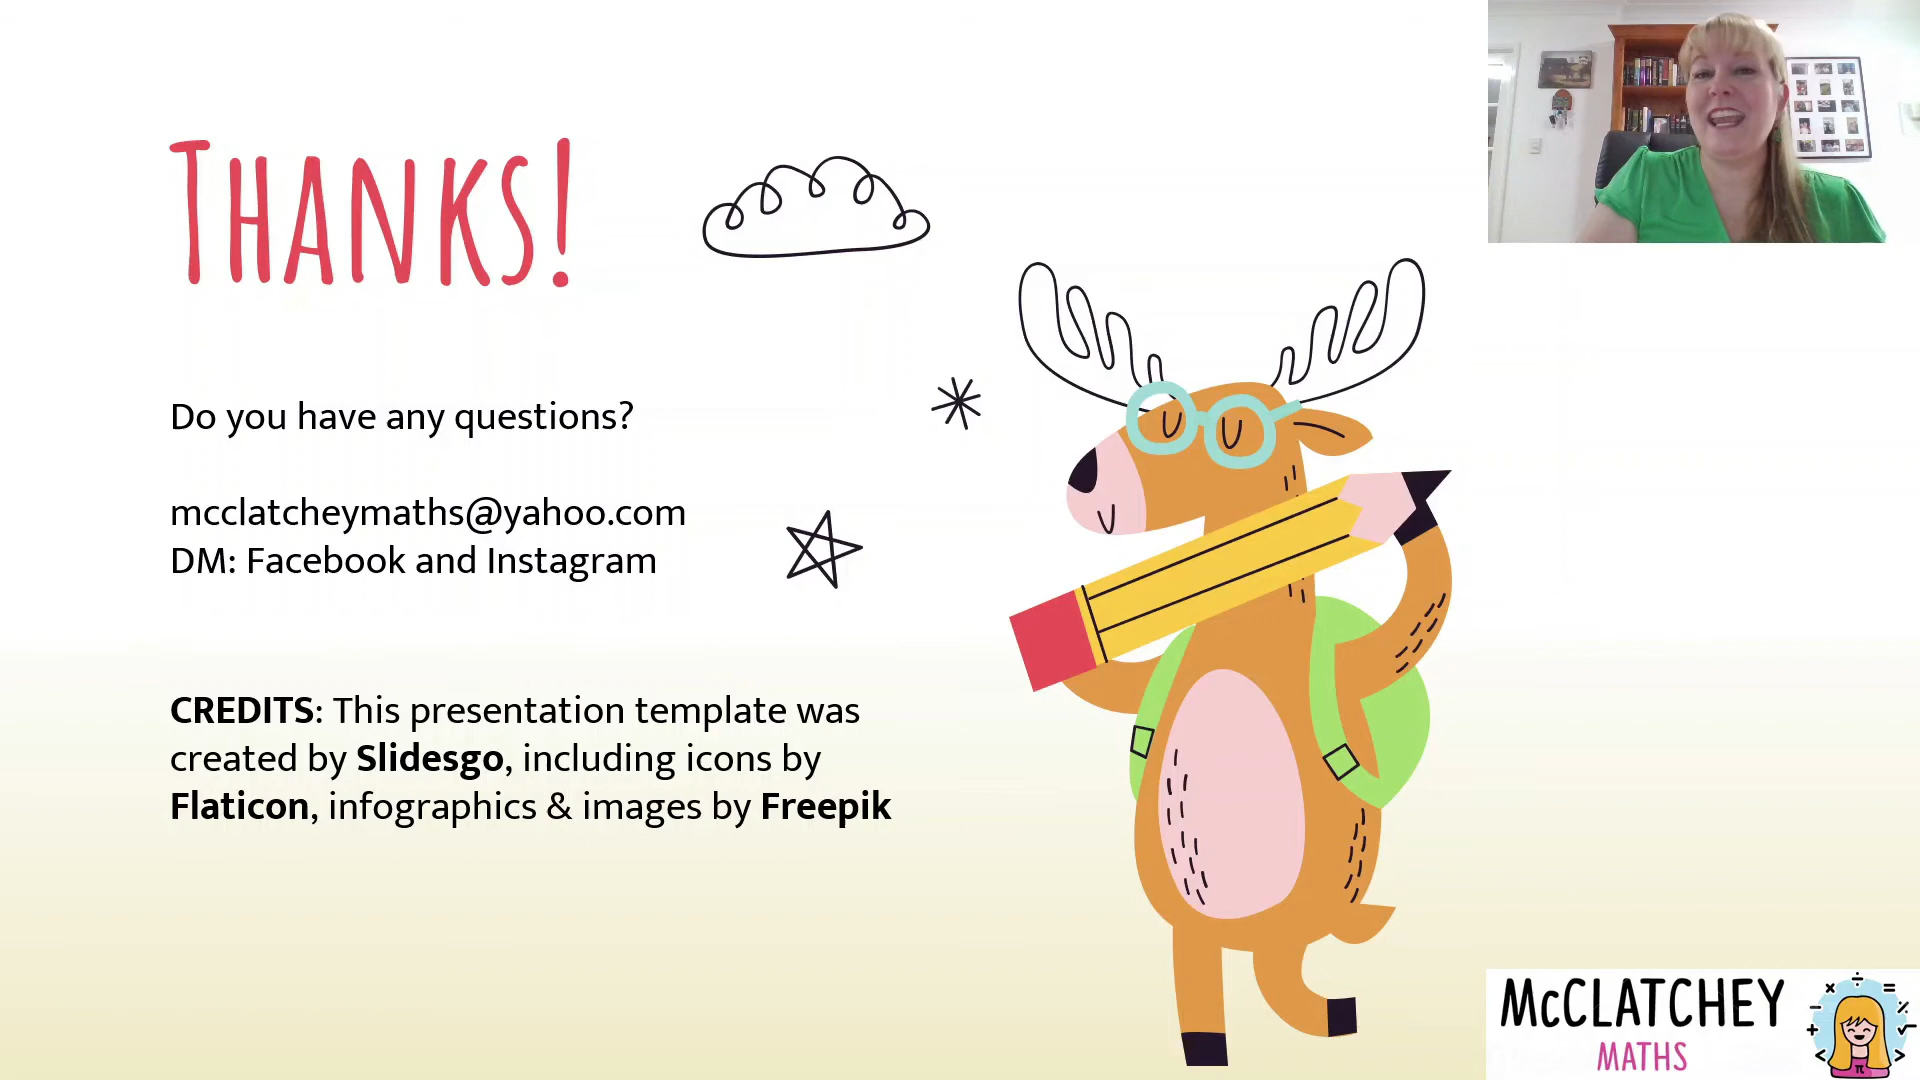 THANKS!
Do you have any questions?
mcclatcheymaths@yahoo.com
DM: Facebook and Instagram
CREDITS: This presentation template was
created by Slidesgo, including icons by
Flaticon, infographics & images by Freepik
McCLATCHEY
MATHS